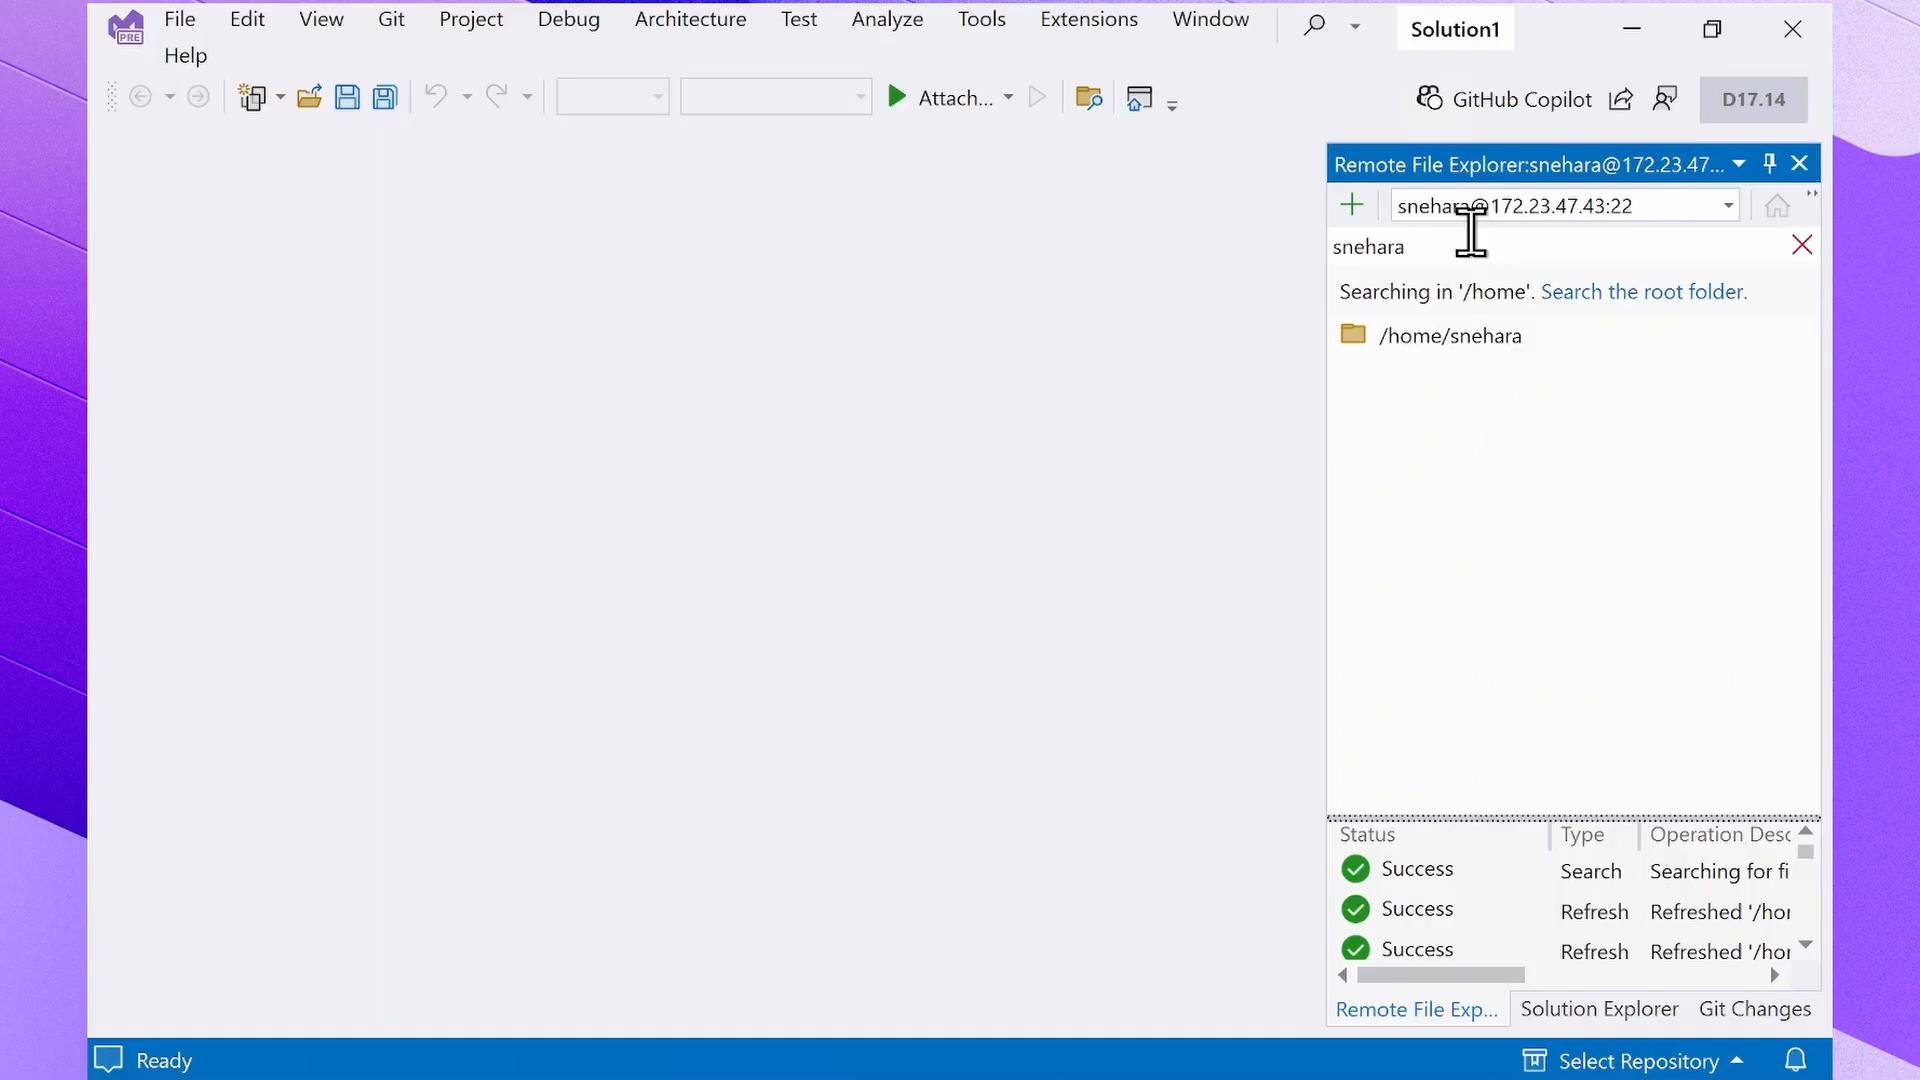 File Edit View Git Project Debug Architecture Test Analyze Tools Extensions Window Solution1
PRE
Help
Attach... GitHub Copilot D17.14
Remote File Explorer:snehara@172.23.47...
snehara@172.23.47.43:22
snehara
Searching in '/home'. Search the root folder.
/home/snehara
Status Type Operation Desc
Success Search Searching for fi
Success Refresh Refreshed '/hor
Success Refresh Refreshed '/hor
Remote File Exp... Solution Explorer Git Changes
Ready Select Repository